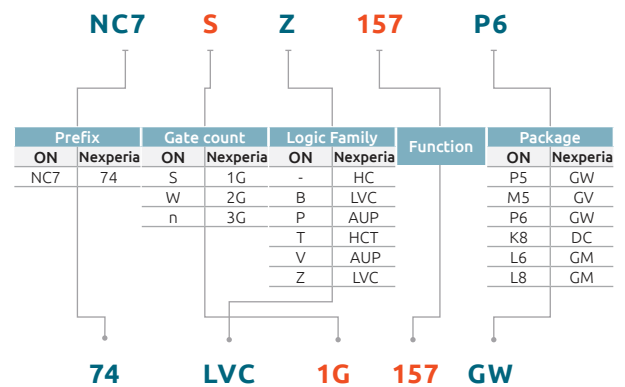 NC7 S Z 157 P6
Prefix Gate count Logic Family Function Package
ON Nexperia ON Nexperia ON Nexperia ON Nexperia
NC7 74 S 1G - HC P5 GW
W 2G B LVC M5 GV
n 3G P AUP P6 GW
T HCT K8 DC
V AUP L6 GM
Z LVC L8 GM
74 LVC 1G 157 GW